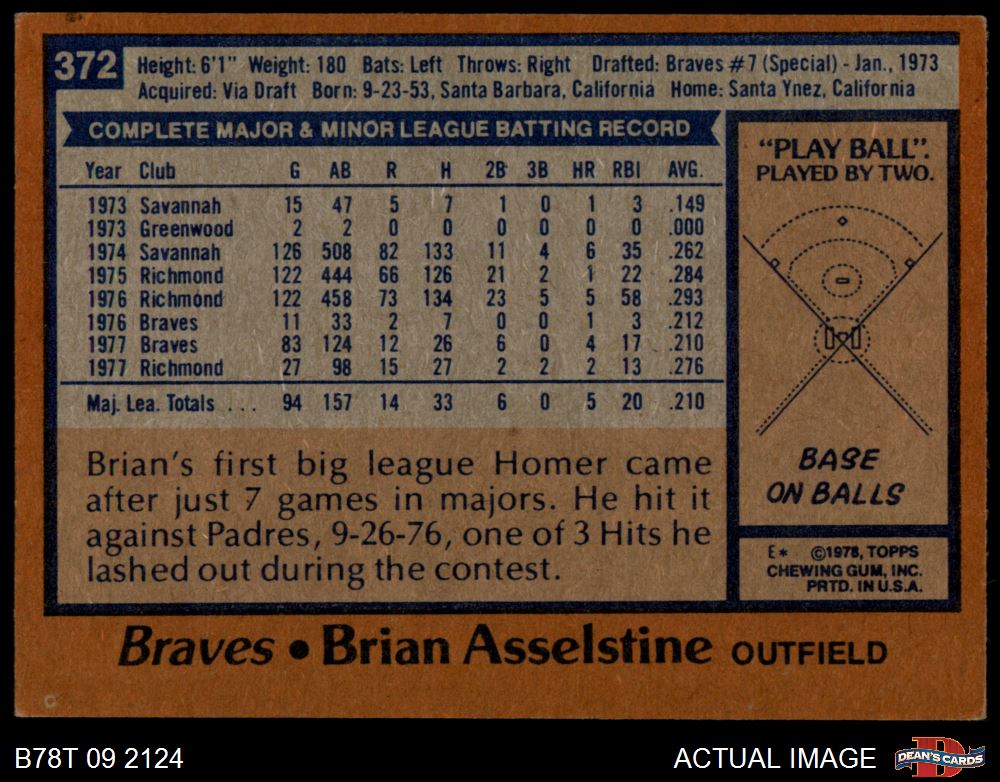 372
Height: 6'1" Weight: 180 Bats: Left Throws: Right Drafted: Braves #7 (Special) - Jan., 1973
Acquired: Via Draft Born: 9-23-53, Santa Barbara, California Home: Santa Ynez, California
COMPLETE MAJOR & MINOR LEAGUE BATTING RECORD
Year Club G AB R H 2B 3B HR RBI AVG.
1973 Savannah 15 47 5 7 1 0 1 3 .149
1973 Greenwood 2 2 0 0 0 0 0 0 .000
1974 Savannah 126 508 82 133 11 4 6 35 .262
1975 Richmond 122 444 66 126 21 2 1 22 .284
1976 Richmond 122 458 73 134 23 5 5 58 .293
1976 Braves 11 33 2 7 0 0 1 3 .212
1977 Braves 83 124 12 26 6 0 4 17 .210
1977 Richmond 27 98 15 27 2 2 2 13 .276
Maj. Lea. Totals . . . 94 157 14 33 6 0 5 20 .210
Brian's first big league Homer came
after just 7 games in majors. He hit it
against Padres, 9-26-76, one of 3 Hits he
lashed out during the contest.
"PLAY BALL".
PLAYED BY TWO.
BASE
ON BALLS
E* ©1978, TOPPS
CHEWING GUM, INC.
PRTD. IN U.S.A.
Braves • Brian Asselstine OUTFIELD
B78T 09 2124
ACTUAL IMAGE
D
DEAN'S CARDS